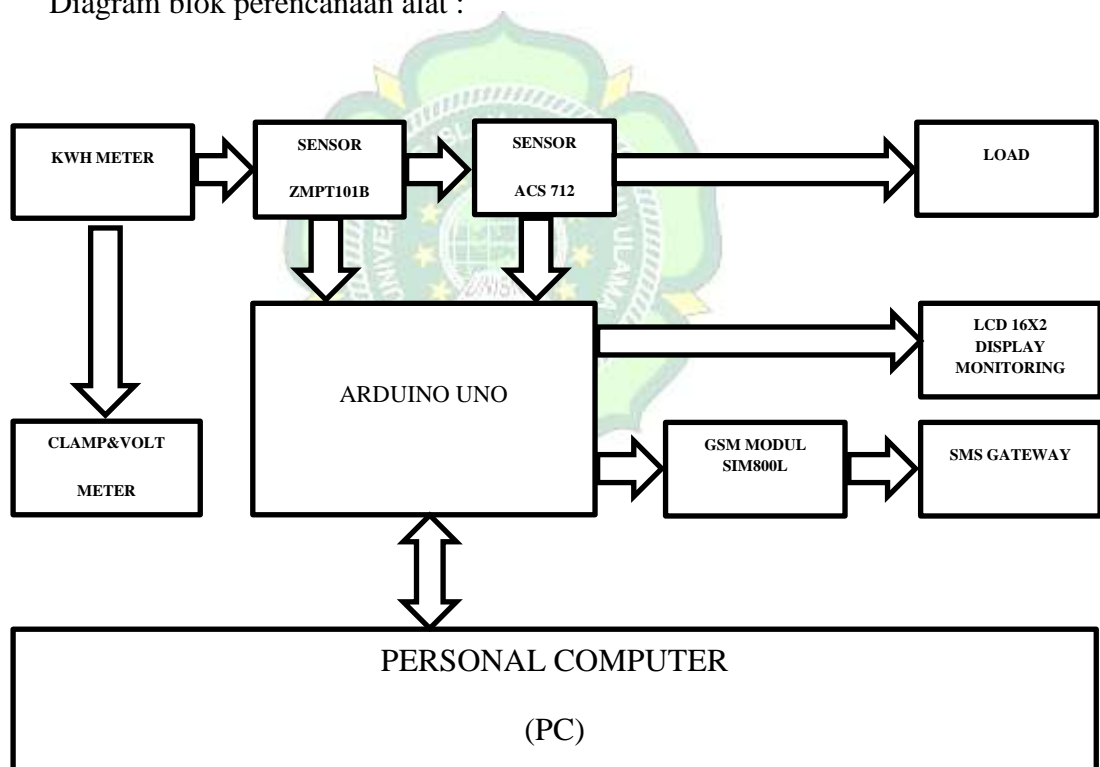 Diagram blok perencanaan alat :
KWH METER
SENSOR
ZMPT101B
SENSOR
ACS 712
LOAD
ARDUINO UNO
LCD 16X2
DISPLAY
MONITORING
CLAMP&VOLT
METER
GSM MODUL
SIM800L
SMS GATEWAY
PERSONAL COMPUTER
(PC)